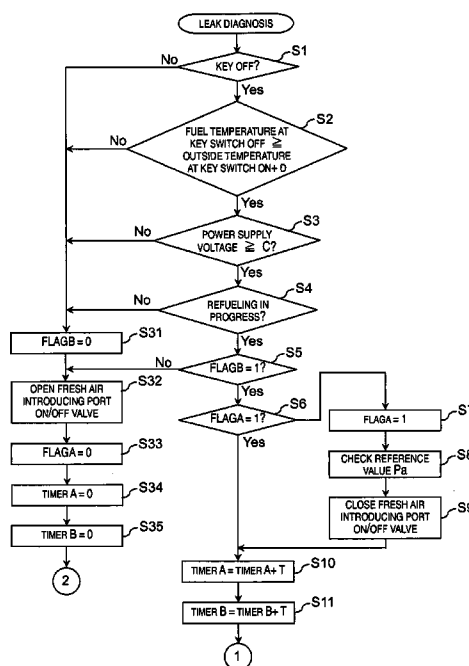 LEAK DIAGNOSIS
S1
KEY OFF?
No
Yes
S2
FUEL TEMPERATURE AT
KEY SWITCH OFF ≧
OUTSIDE TEMPERATURE
AT KEY SWITCH ON+ D
No
Yes
S3
POWER SUPPLY
VOLTAGE ≧ C?
No
Yes
S4
REFUELING IN
PROGRESS?
No
Yes
S31
FLAGB = 0
S5
FLAGB = 1?
No
Yes
S32
OPEN FRESH AIR
INTRODUCING PORT
ON/OFF VALVE
S6
FLAGA = 1?
Yes
S7
FLAGA = 1
S33
FLAGA = 0
S8
CHECK REFERENCE
VALUE Pa
S34
TIMER A = 0
S9
CLOSE FRESH AIR
INTRODUCING PORT
ON/OFF VALVE
S35
TIMER B = 0
2
S10
TIMER A = TIMER A+ T
S11
TIMER B = TIMER B+ T
1